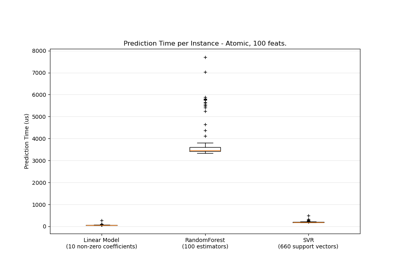 Prediction Time per Instance - Atomic, 100 feats.
8000
7000
6000
5000
4000
3000
2000
1000
0
Prediction Time (us)
Linear Model
(10 non-zero coefficients)
RandomForest
(100 estimators)
SVR
(660 support vectors)